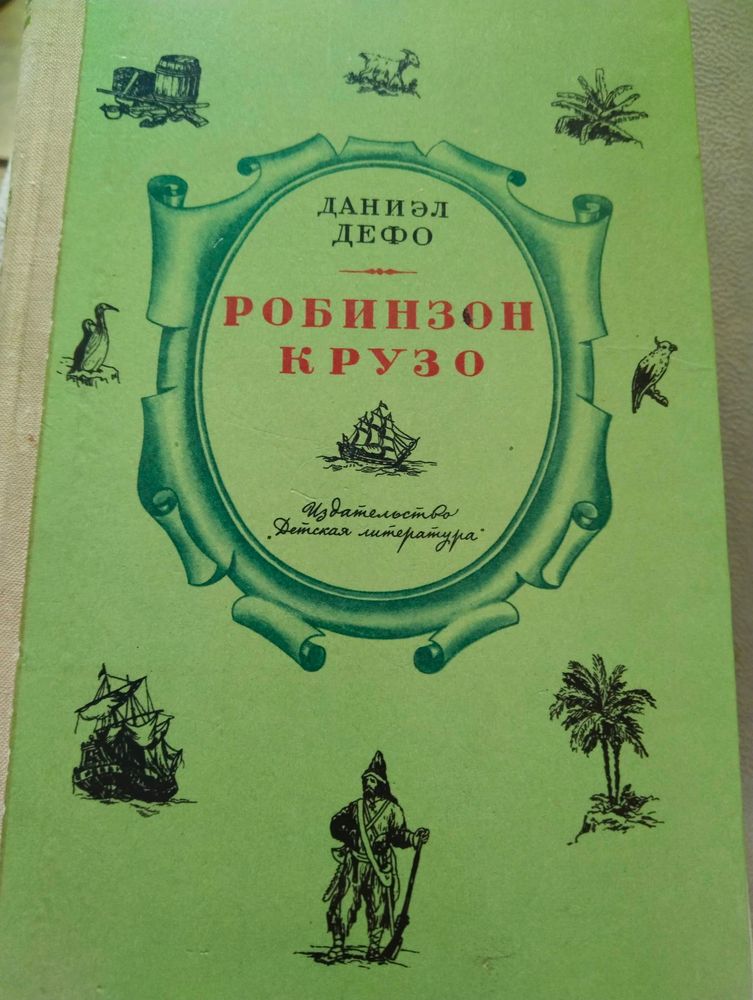 ДАНИЭЛ
ДЕФО
РОБИНЗОН
КРУЗО
Издательство
„Детская литература"